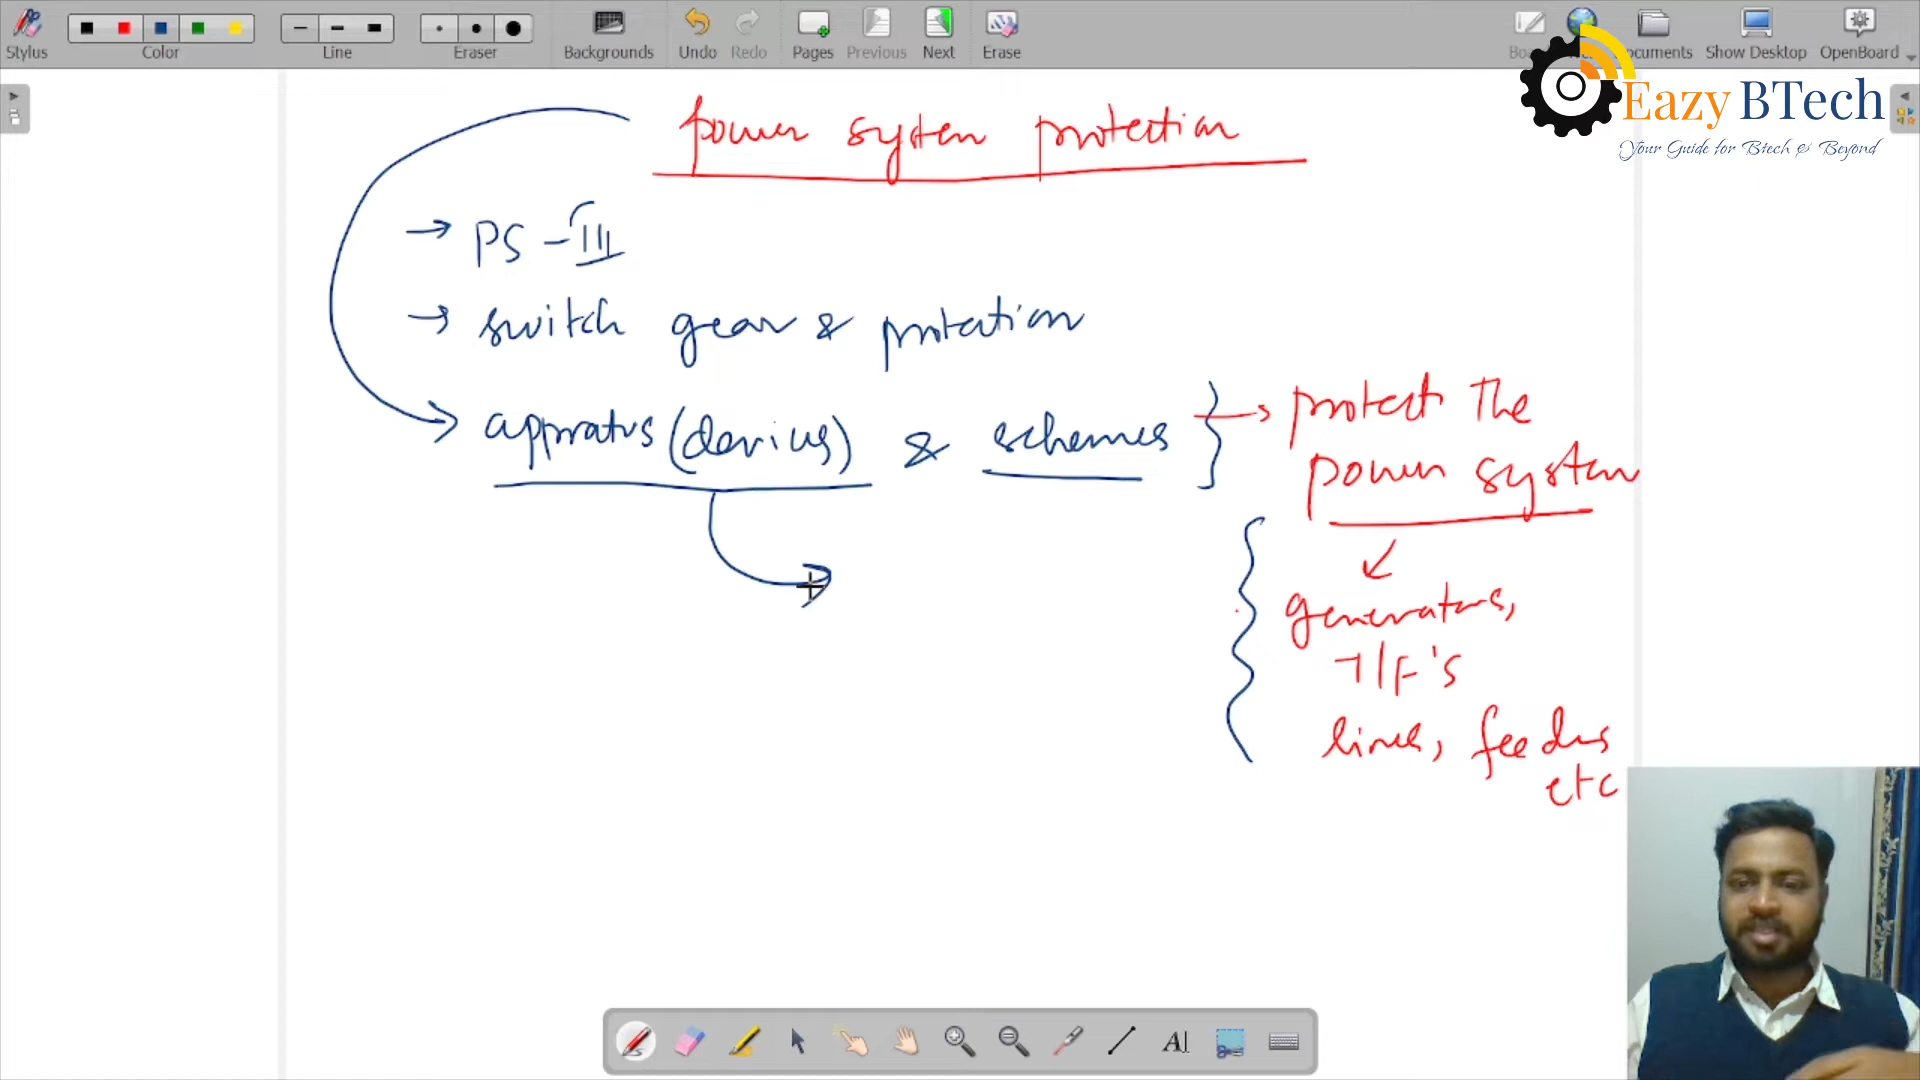 Stylus
Color
Line
Eraser
Backgrounds
Undo
Redo
Pages
Previous
Next
Erase
Documents
Show Desktop
OpenBoard
Eazy BTech
Your Guide for Btech & Beyond
power system protection
→ PS - III
→ switch gear & protection
apparatus (devices) & schemes } → protect the
power system
generators,
T/F's
lines, feeders
etc
AI